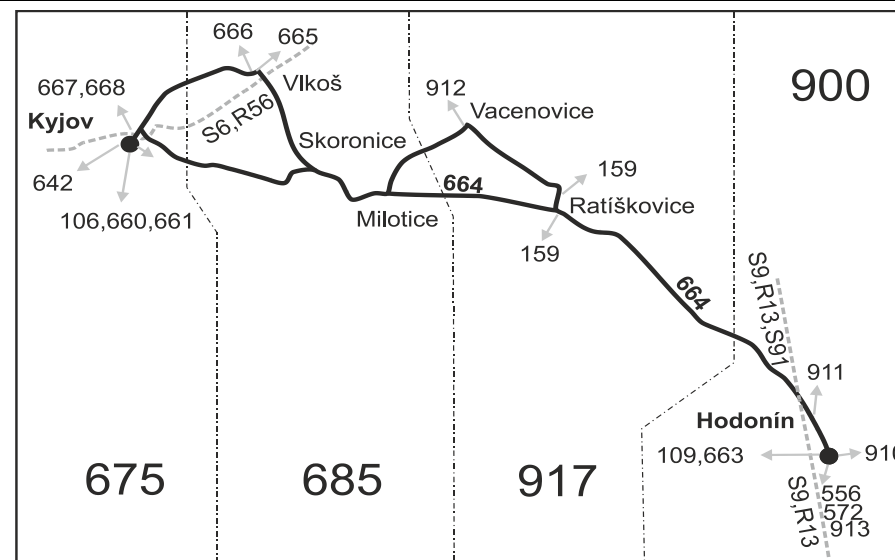 666
665
900
667,668
Vlkoš
912
Vacenovice
Kyjov
S6,R56
Skoronice
642
664
159
106,660,661
Milotice
Ratíškovice
159
664
S9,R13,S91
911
Hodonín
109,663
910
675
685
917
S9,R13
556
572
913